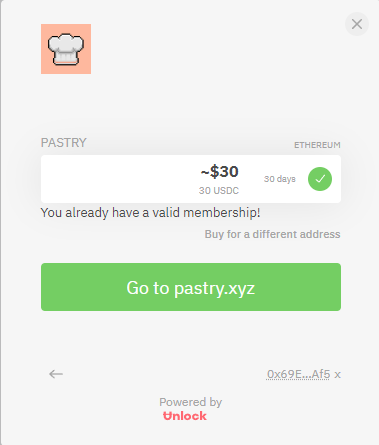 PASTRY
ETHEREUM
~$30
30 USDC
30 days
You already have a valid membership!
Buy for a different address
Go to pastry.xyz
0x69E...Af5 x
Powered by
Unlock